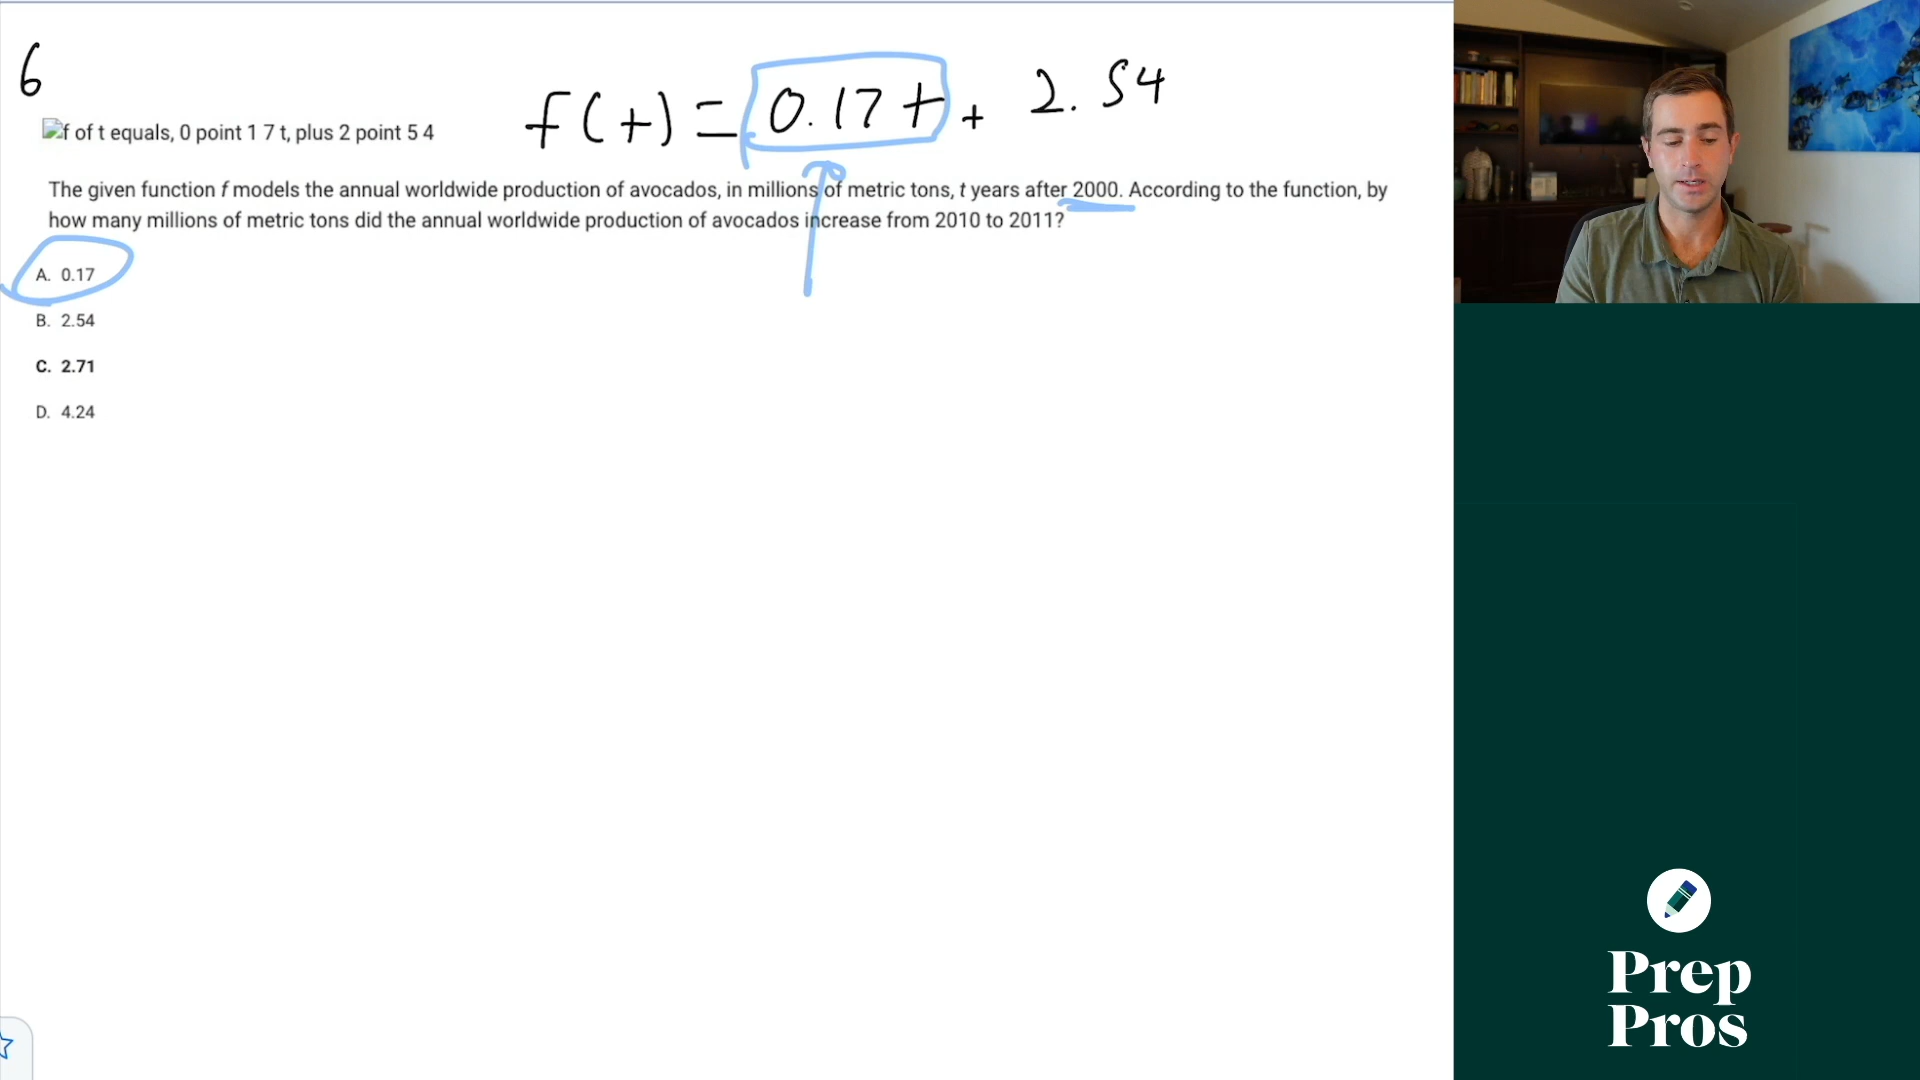 6
f(t) = 0.17t + 2.54
f of t equals, 0 point 1 7 t, plus 2 point 5 4
The given function f models the annual worldwide production of avocados, in millions of metric tons, t years after 2000. According to the function, by
how many millions of metric tons did the annual worldwide production of avocados increase from 2010 to 2011?
A. 0.17
B. 2.54
C. 2.71
D. 4.24
Prep
Pros